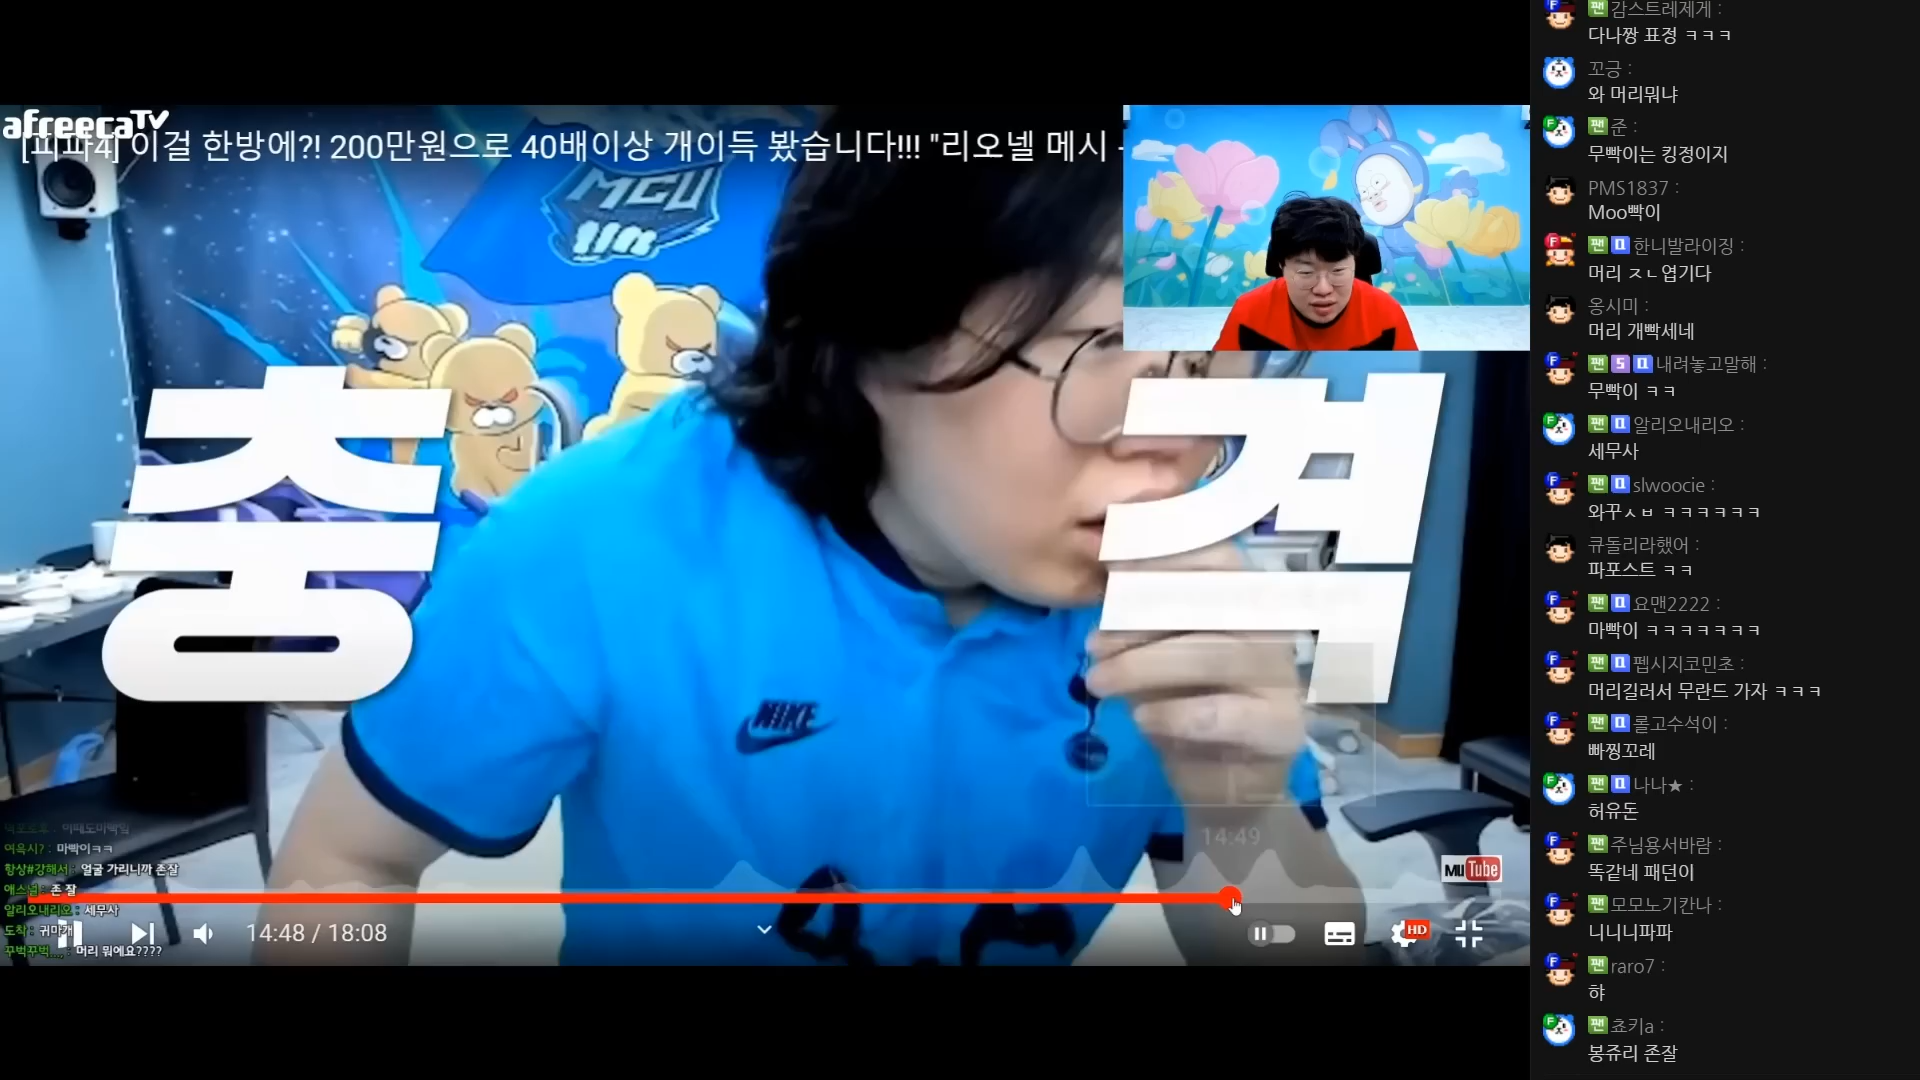 afreecaTV
[피파4] 이걸 한방에?! 200만원으로 40배이상 개이득 봤습니다!!! "리오넬 메시
MCU
충격
NIKE
14:49
MuTube
여옥시? : 마빡이ㅋㅋ
항상#강해서 : 얼굴 가리니까 존잘
애스널 : 존 잘
알리오내리오 : 세무사
도착 : 귀마개
꾸벅꾸벅... : 머리 뭐에요????
14:48 / 18:08
HD
팬 감스트레제게 :
다나짱 표정 ㅋㅋㅋ
꼬긍 :
와 머리뭐냐
팬 준 :
무빡이는 킹정이지
PMS1837 :
Moo빡이
팬 한니발라이징 :
머리 ㅈㄴ엽기다
옹시미 :
머리 개빡세네
팬 S 내려놓고말해 :
무빡이 ㅋㅋ
팬 알리오내리오 :
세무사
팬 slwoocie :
와꾸ㅅㅂ ㅋㅋㅋㅋㅋㅋ
큐돌리라했어 :
파포스트 ㅋㅋ
팬 요맨2222 :
마빡이 ㅋㅋㅋㅋㅋㅋㅋ
팬 펩시지코민초 :
머리길러서 무란드 가자 ㅋㅋㅋ
팬 롤고수석이 :
빠찡꼬레
팬 나나★ :
허유돈
팬 주님용서바람 :
똑같네 패던이
팬 모모노기칸나 :
니니니파파
팬 raro7 :
햐
팬 쵸키a :
봉쥬리 존잘